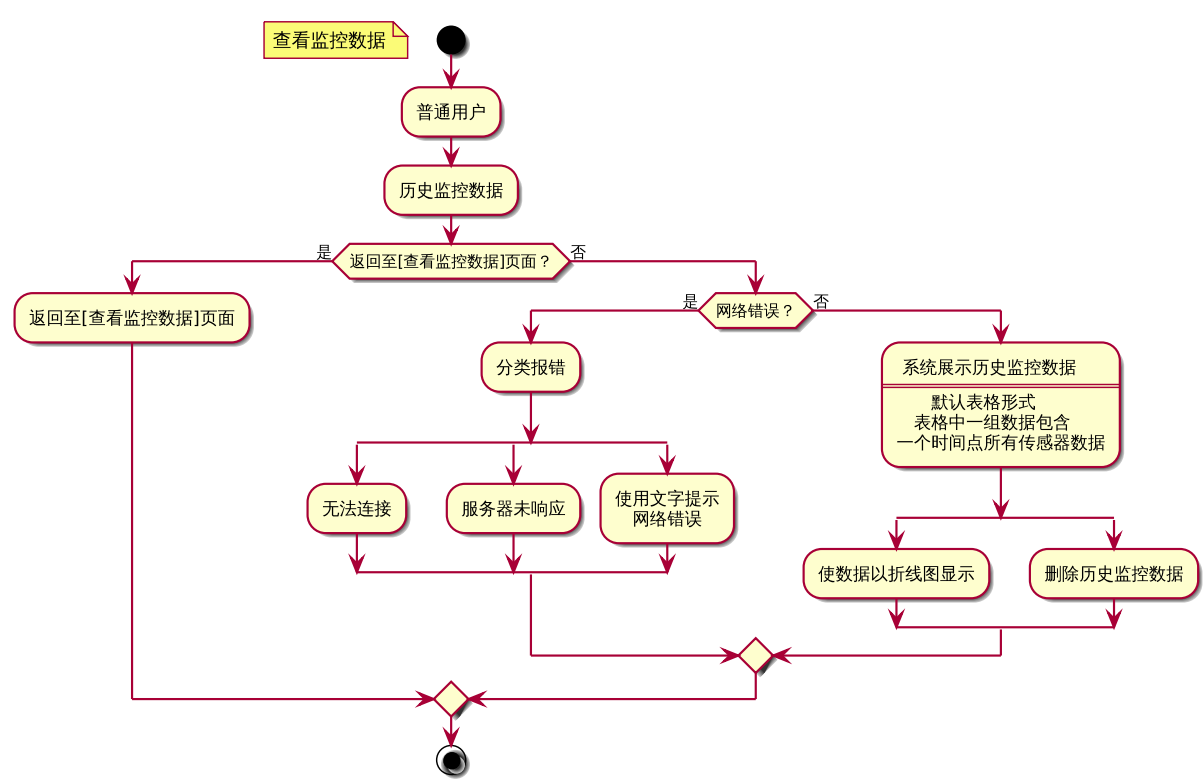 查看监控数据
普通用户
历史监控数据
是
返回至[查看监控数据]页面？
否
返回至[查看监控数据]页面
是
网络错误？
否
分类报错
系统展示历史监控数据
默认表格形式
表格中一组数据包含
一个时间点所有传感器数据
无法连接
服务器未响应
使用文字提示
网络错误
使数据以折线图显示
删除历史监控数据